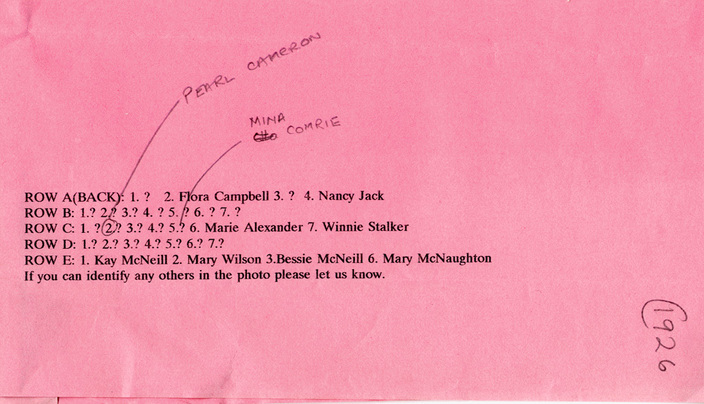 PEARL CAMERON
MINA
COMRIE
ROW A(BACK): 1. ? 2. Flora Campbell 3. ? 4. Nancy Jack
ROW B: 1.? 2.? 3.? 4. ? 5. ? 6. ? 7. ?
ROW C: 1. ? 2.? 3.? 4.? 5.? 6. Marie Alexander 7. Winnie Stalker
ROW D: 1.? 2.? 3.? 4.? 5.? 6.? 7.?
ROW E: 1. Kay McNeill 2. Mary Wilson 3.Bessie McNeill 6. Mary McNaughton
If you can identify any others in the photo please let us know.
1926